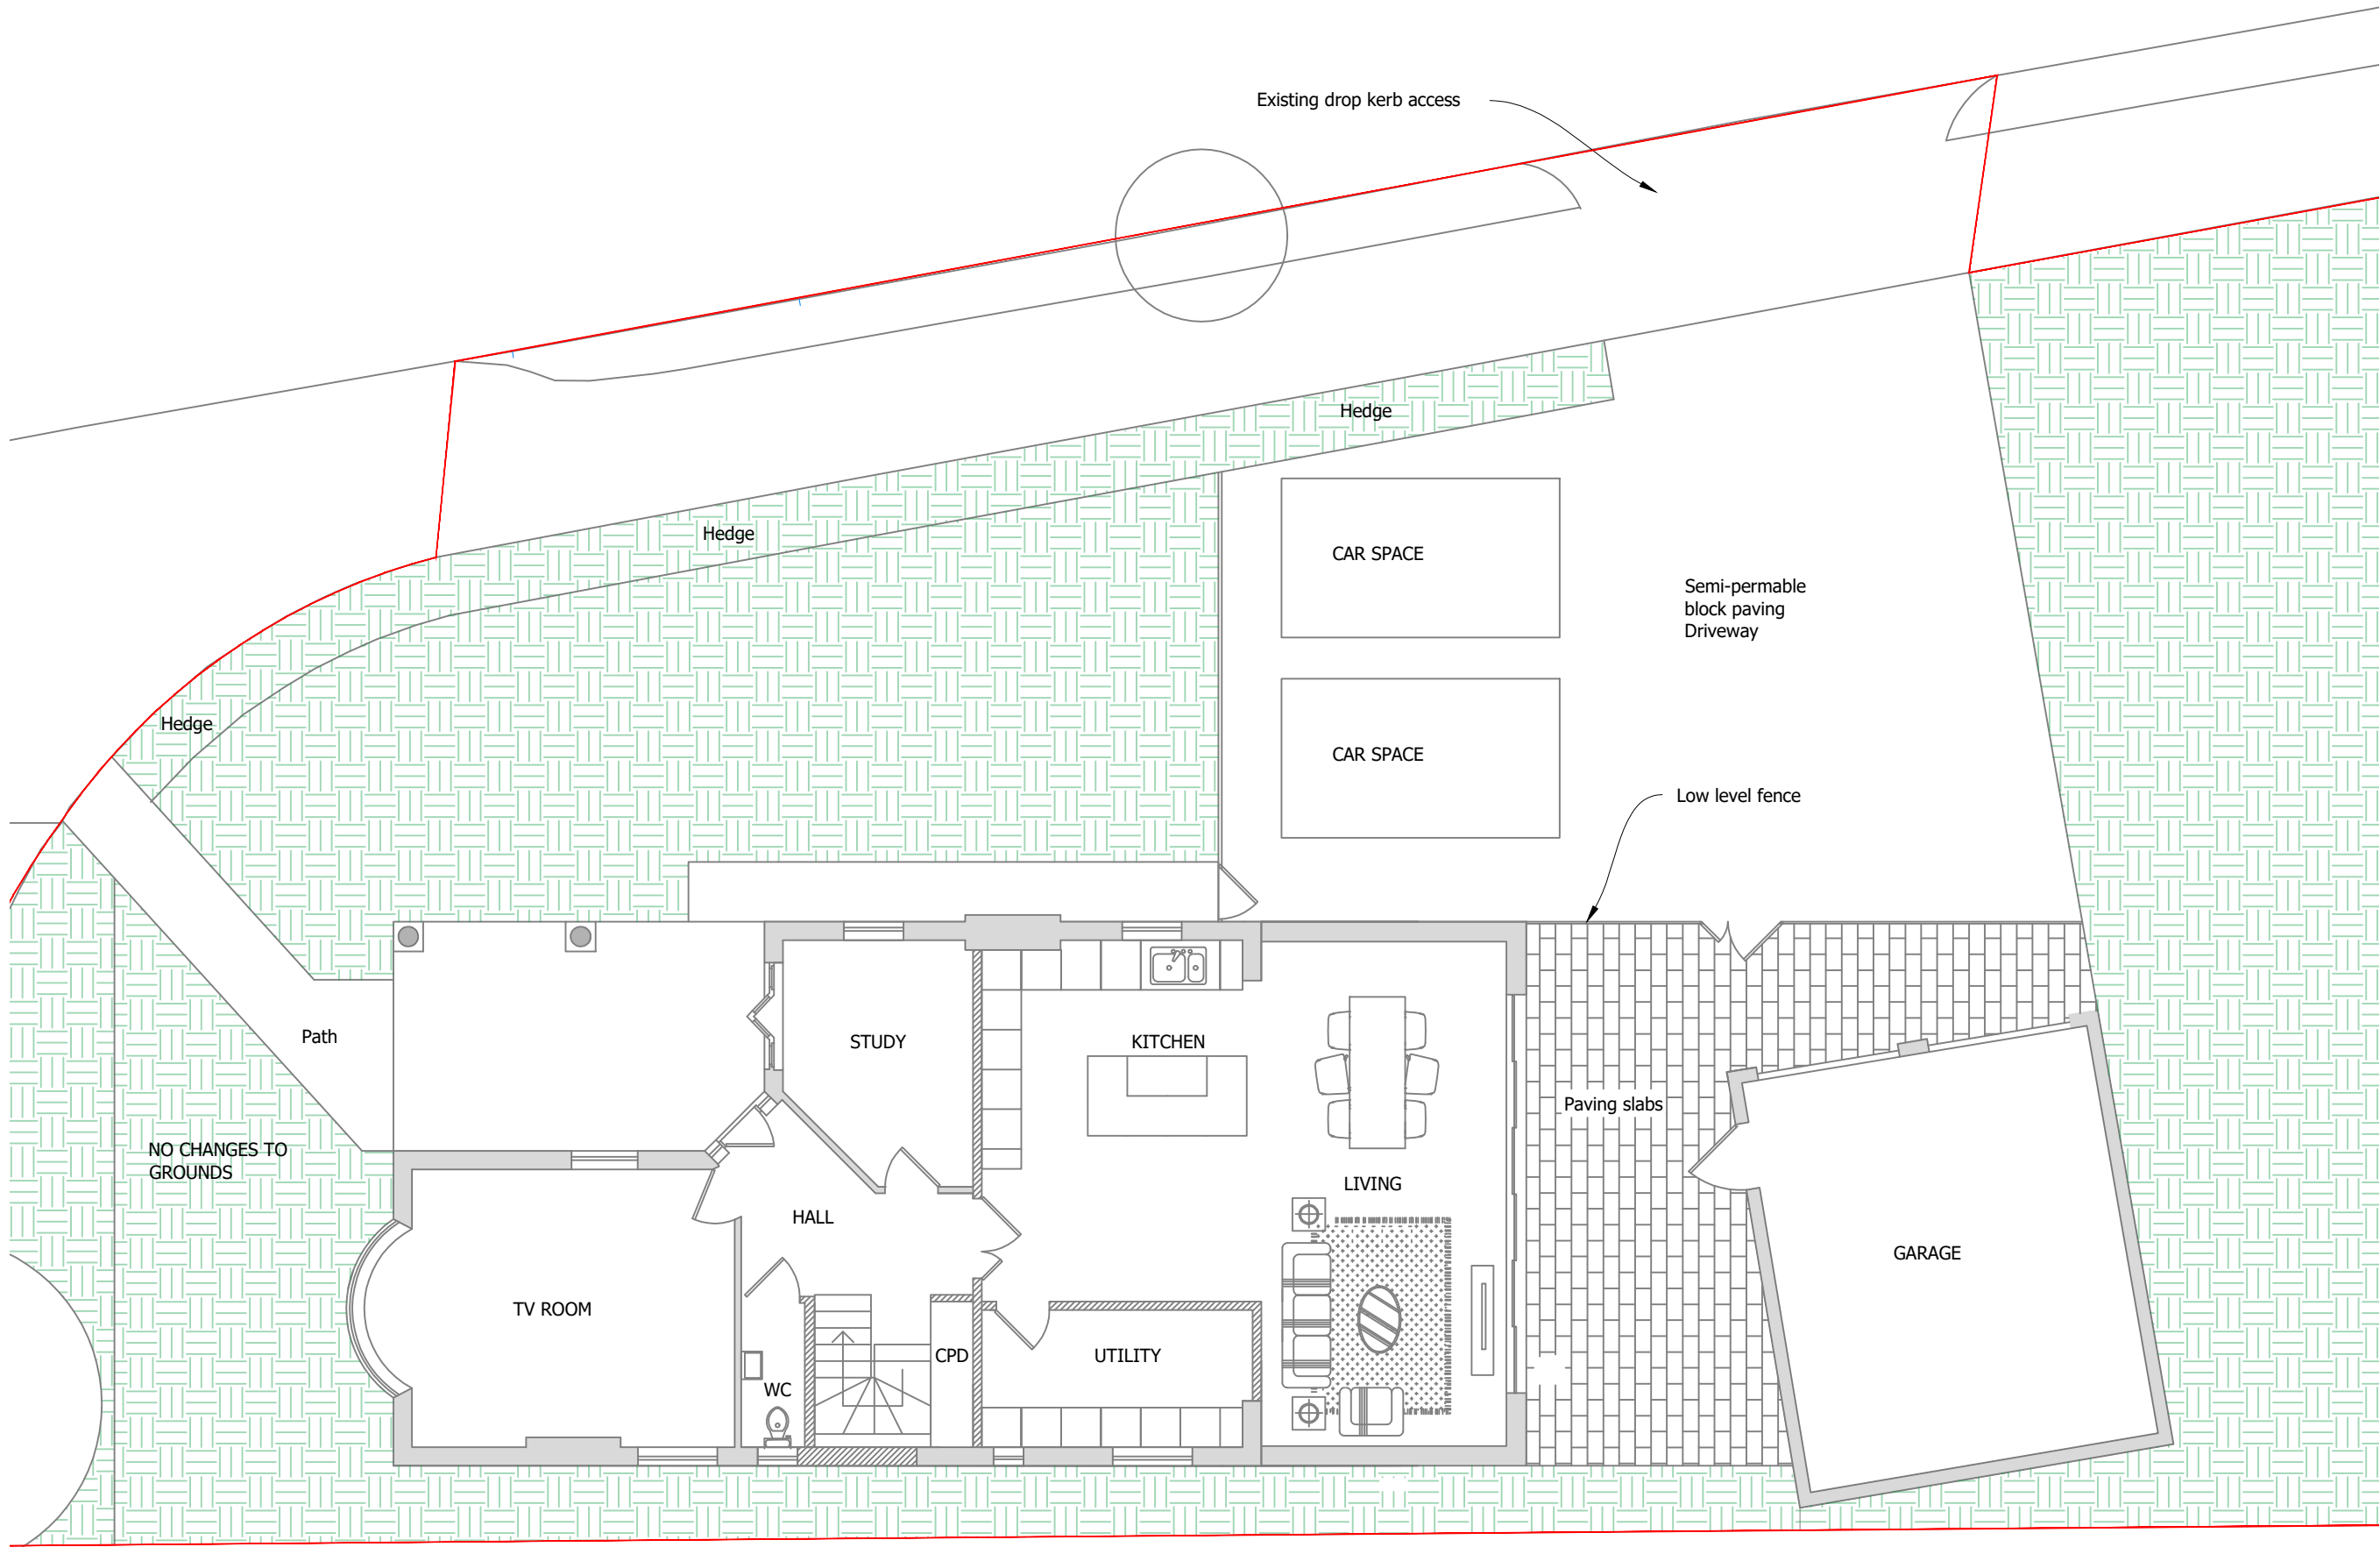 Existing drop kerb access
Hedge
Hedge
CAR SPACE
Semi-permable
block paving
Driveway
Hedge
CAR SPACE
Low level fence
Path
STUDY
KITCHEN
Paving slabs
NO CHANGES TO
GROUNDS
LIVING
HALL
GARAGE
TV ROOM
CPD
UTILITY
WC